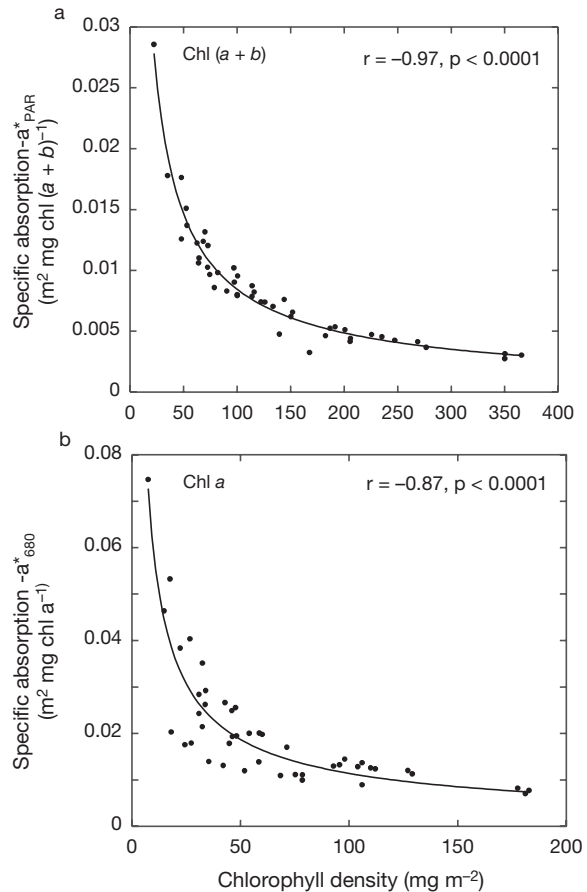 a
0.03
Chl (a + b)
r = –0.97, p < 0.0001
0.025
0.02
0.015
0.01
0.005
0
Specific absorption-a*PAR
(m² mg chl (a + b)⁻¹)
0 50 100 150 200 250 300 350 400
b
0.08
Chl a
r = –0.87, p < 0.0001
0.06
0.04
0.02
0
Specific absorption -a*680
(m² mg chl a⁻¹)
0 50 100 150 200
Chlorophyll density (mg m⁻²)